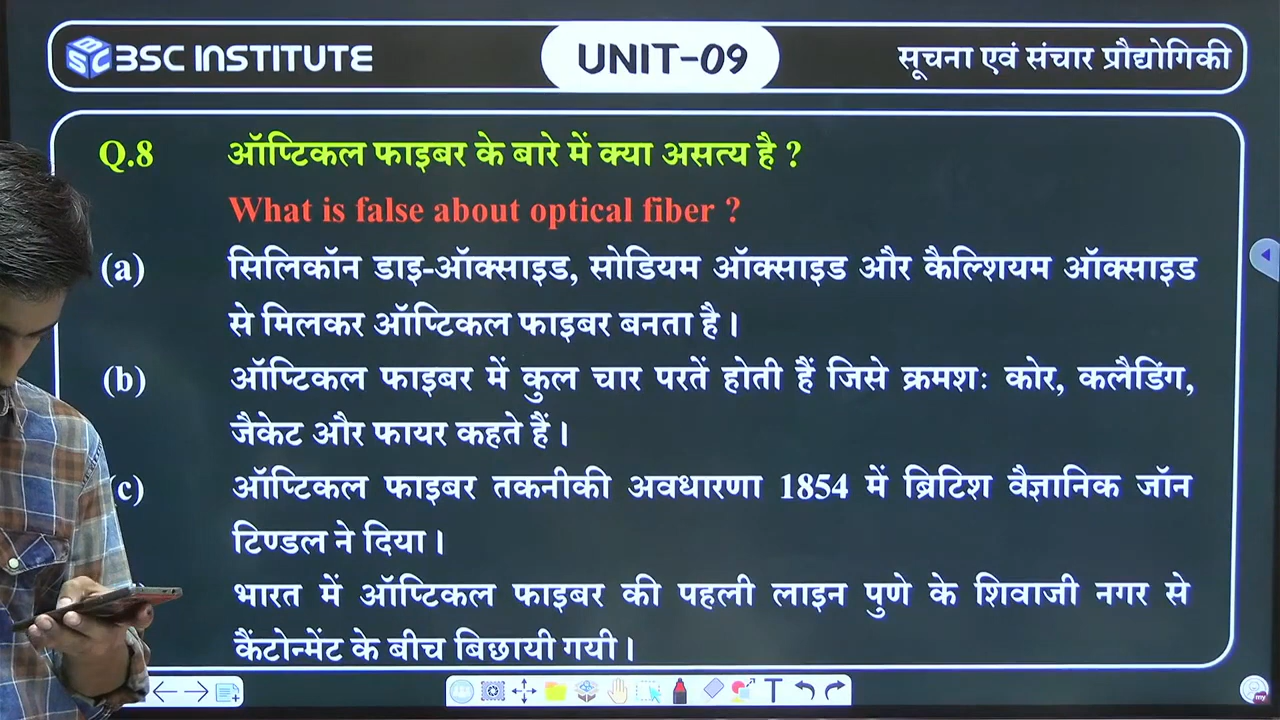 BSC INSTITUTE
UNIT-09
सूचना एवं संचार प्रौद्योगिकी
Q.8 ऑप्टिकल फाइबर के बारे में क्या असत्य है ?
What is false about optical fiber ?
(a) सिलिकॉन डाइ-ऑक्साइड, सोडियम ऑक्साइड और कैल्शियम ऑक्साइड
से मिलकर ऑप्टिकल फाइबर बनता है।
(b) ऑप्टिकल फाइबर में कुल चार परतें होती हैं जिसे क्रमशः कोर, कलैडिंग,
जैकेट और फायर कहते हैं।
(c) ऑप्टिकल फाइबर तकनीकी अवधारणा 1854 में ब्रिटिश वैज्ञानिक जॉन
टिण्डल ने दिया।
भारत में ऑप्टिकल फाइबर की पहली लाइन पुणे के शिवाजी नगर से
कैंटोन्मेंट के बीच बिछायी गयी।